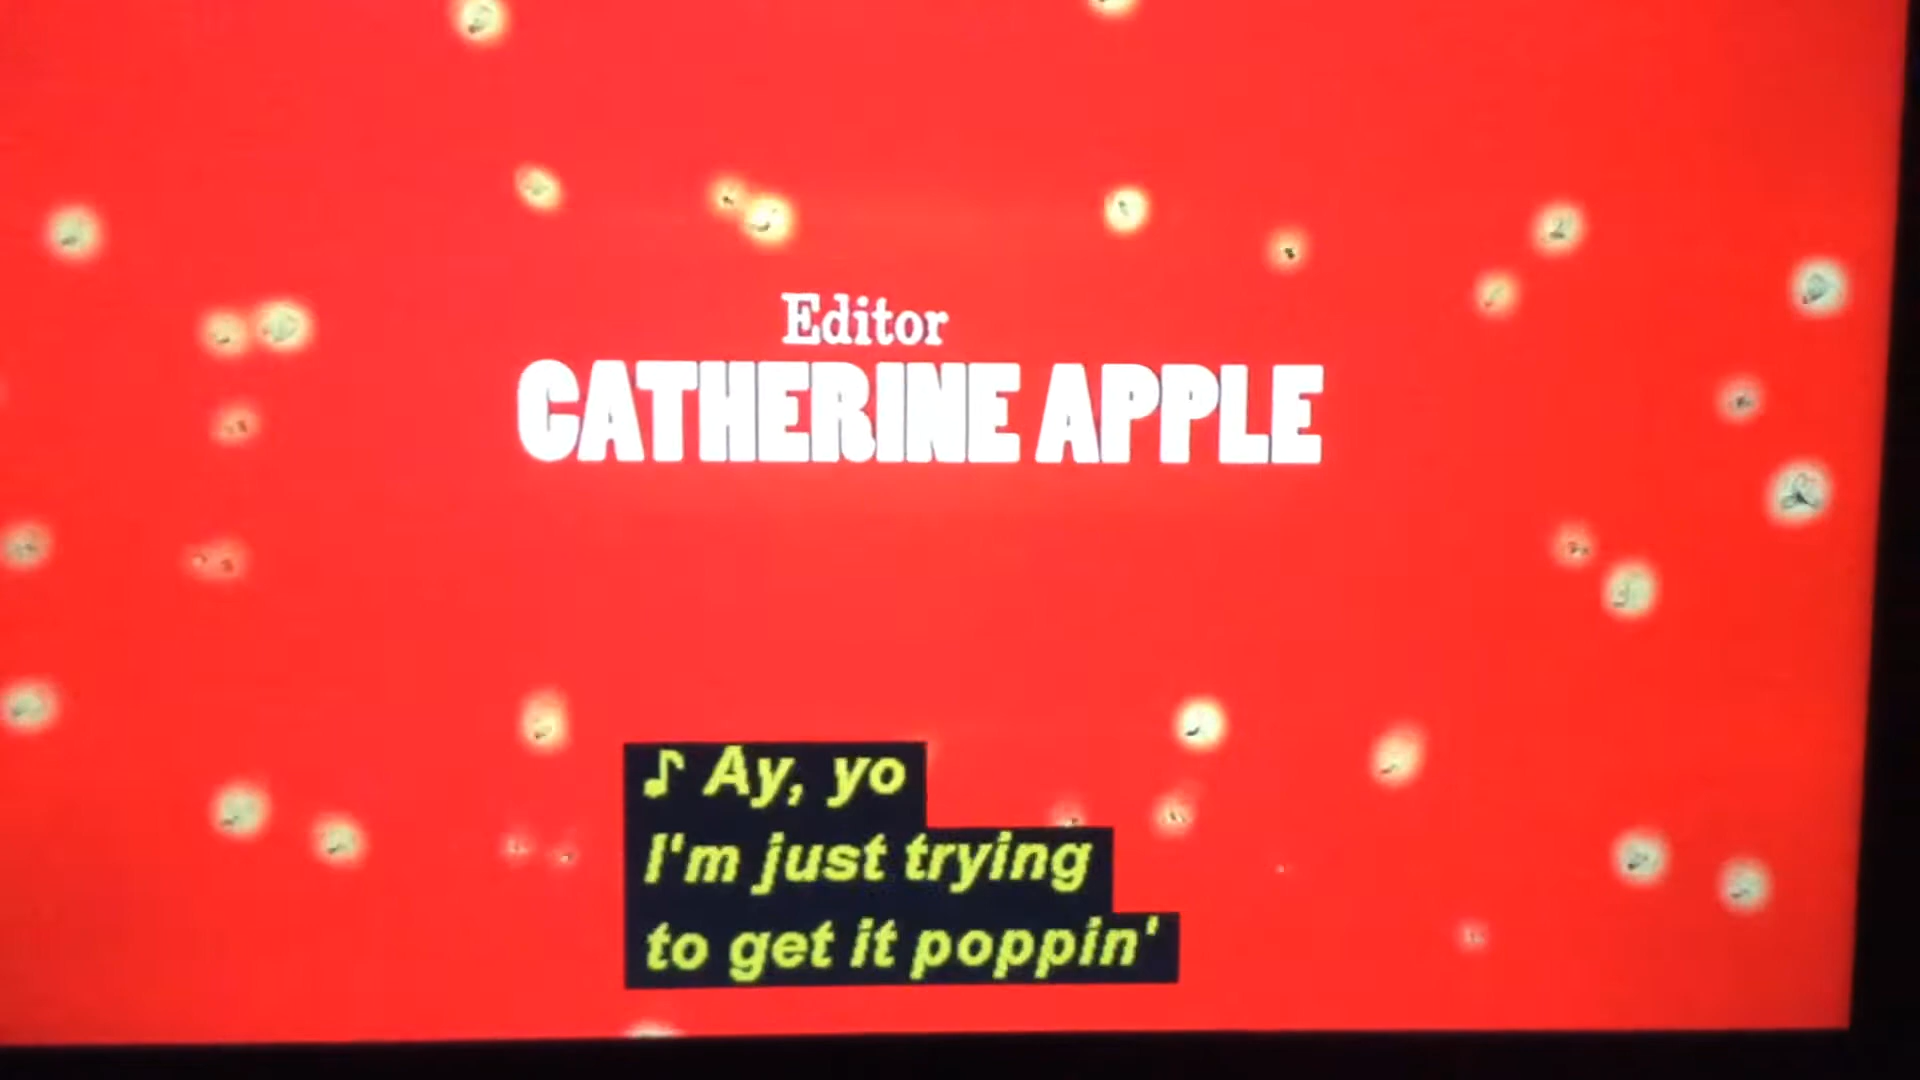 Editor
CATHERINE APPLE
♪ Ay, yo
I'm just trying
to get it poppin'